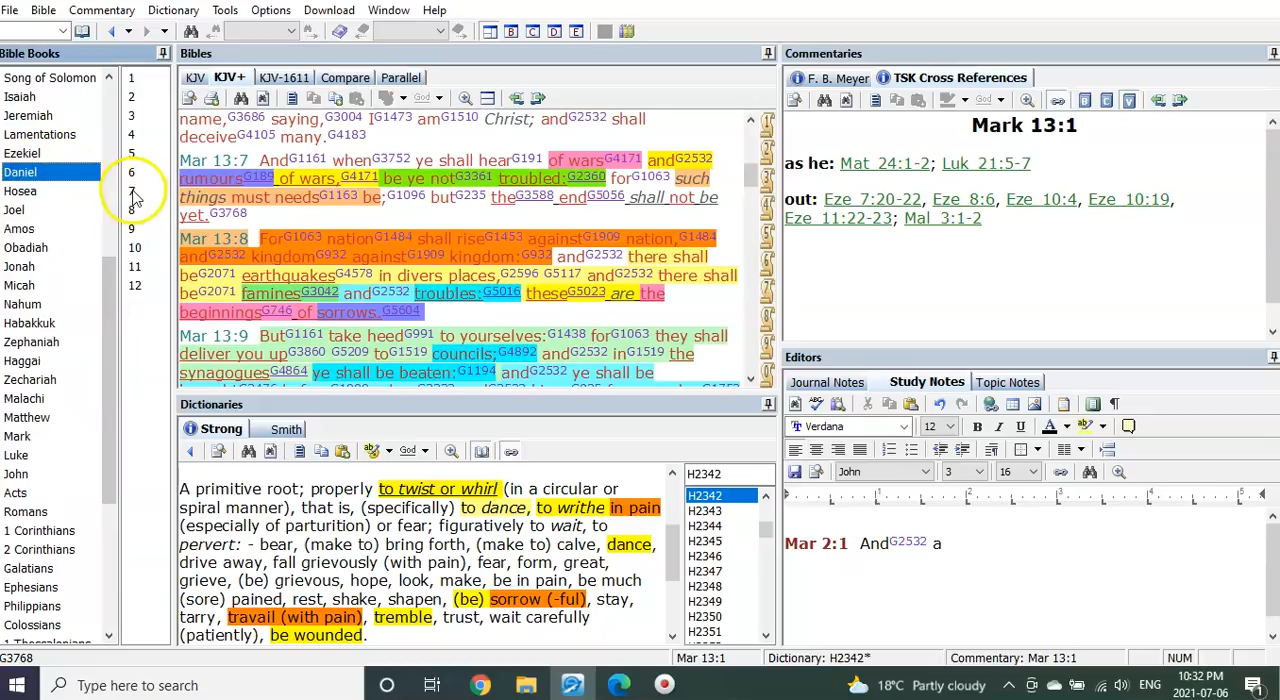 File Bible Commentary Dictionary Tools Options Download Window Help
Bible Books
Song of Solomon 1
Isaiah 2
Jeremiah 3
Lamentations 4
Ezekiel 5
Daniel 6
Hosea 7
Joel 8
Amos 9
Obadiah 10
Jonah 11
Micah 12
Nahum
Habakkuk
Zephaniah
Haggai
Zechariah
Malachi
Matthew
Mark
Luke
John
Acts
Romans
1 Corinthians
2 Corinthians
Galatians
Ephesians
Philippians
Colossians
1 Thessalonians
Bibles
KJV KJV+ KJV-1611 Compare Parallel
God
name,G3686 saying,G3004 IG1473 amG1510 Christ; and shall
deceiveG4105 many.G4183
Mar 13:7 AndG1161 whenG3752 ye shall hearG191 of warsG4171 andG2532
rumoursG189 of wars,G4171 be ye notG3361 troubled:G2360 forG1063 such
things must needsG1163 be;G1096 butG235 theG3588 endG5056 shall not be
yet.G3768
Mar 13:8 ForG1063 nationG1484 shall riseG1453 againstG1909 nation,G1484
andG2532 kingdomG932 againstG1909 kingdom:G932 andG2532 there shall
beG2071 earthquakesG4578 in divers places,G2596 G5117 andG2532 there shall
beG2071 faminesG3042 andG2532 troubles:G5016 theseG5023 are the
beginningsG746 of sorrows.G5604
Mar 13:9 ButG1161 take heedG991 to yourselves:G1438 forG1063 they shall
deliver you upG3860 G5209 toG1519 councils;G4892 andG2532 inG1519 the
synagoguesG4864 ye shall be beaten:G1194 andG2532 ye shall be
Dictionaries
Strong Smith
God
A primitive root; properly to twist or whirl (in a circular or
spiral manner), that is, (specifically) to dance, to writhe in pain
(especially of parturition) or fear; figuratively to wait, to
pervert: - bear, (make to) bring forth, (make to) calve, dance,
drive away, fall grievously (with pain), fear, form, great,
grieve, (be) grievous, hope, look, make, be in pain, be much
(sore) pained, rest, shake, shapen, (be) sorrow (-ful), stay,
tarry, travail (with pain), tremble, trust, wait carefully
(patiently), be wounded.
H2342
H2342
H2343
H2344
H2345
H2346
H2347
H2348
H2349
H2350
H2351
Commentaries
F. B. Meyer TSK Cross References
God
Mark 13:1
as he: Mat 24:1-2; Luk 21:5-7
out: Eze 7:20-22, Eze 8:6, Eze 10:4, Eze 10:19,
Eze 11:22-23; Mal 3:1-2
Editors
Journal Notes Study Notes Topic Notes
Verdana 12 B I U A
John 3 16
1 2 3 4 5
Mar 2:1 AndG2532 a
G3768 Mar 13:1 Dictionary: H2342* Commentary: Mar 13:1 NUM
Type here to search 18°C Partly cloudy ENG 10:32 PM
2021-07-06